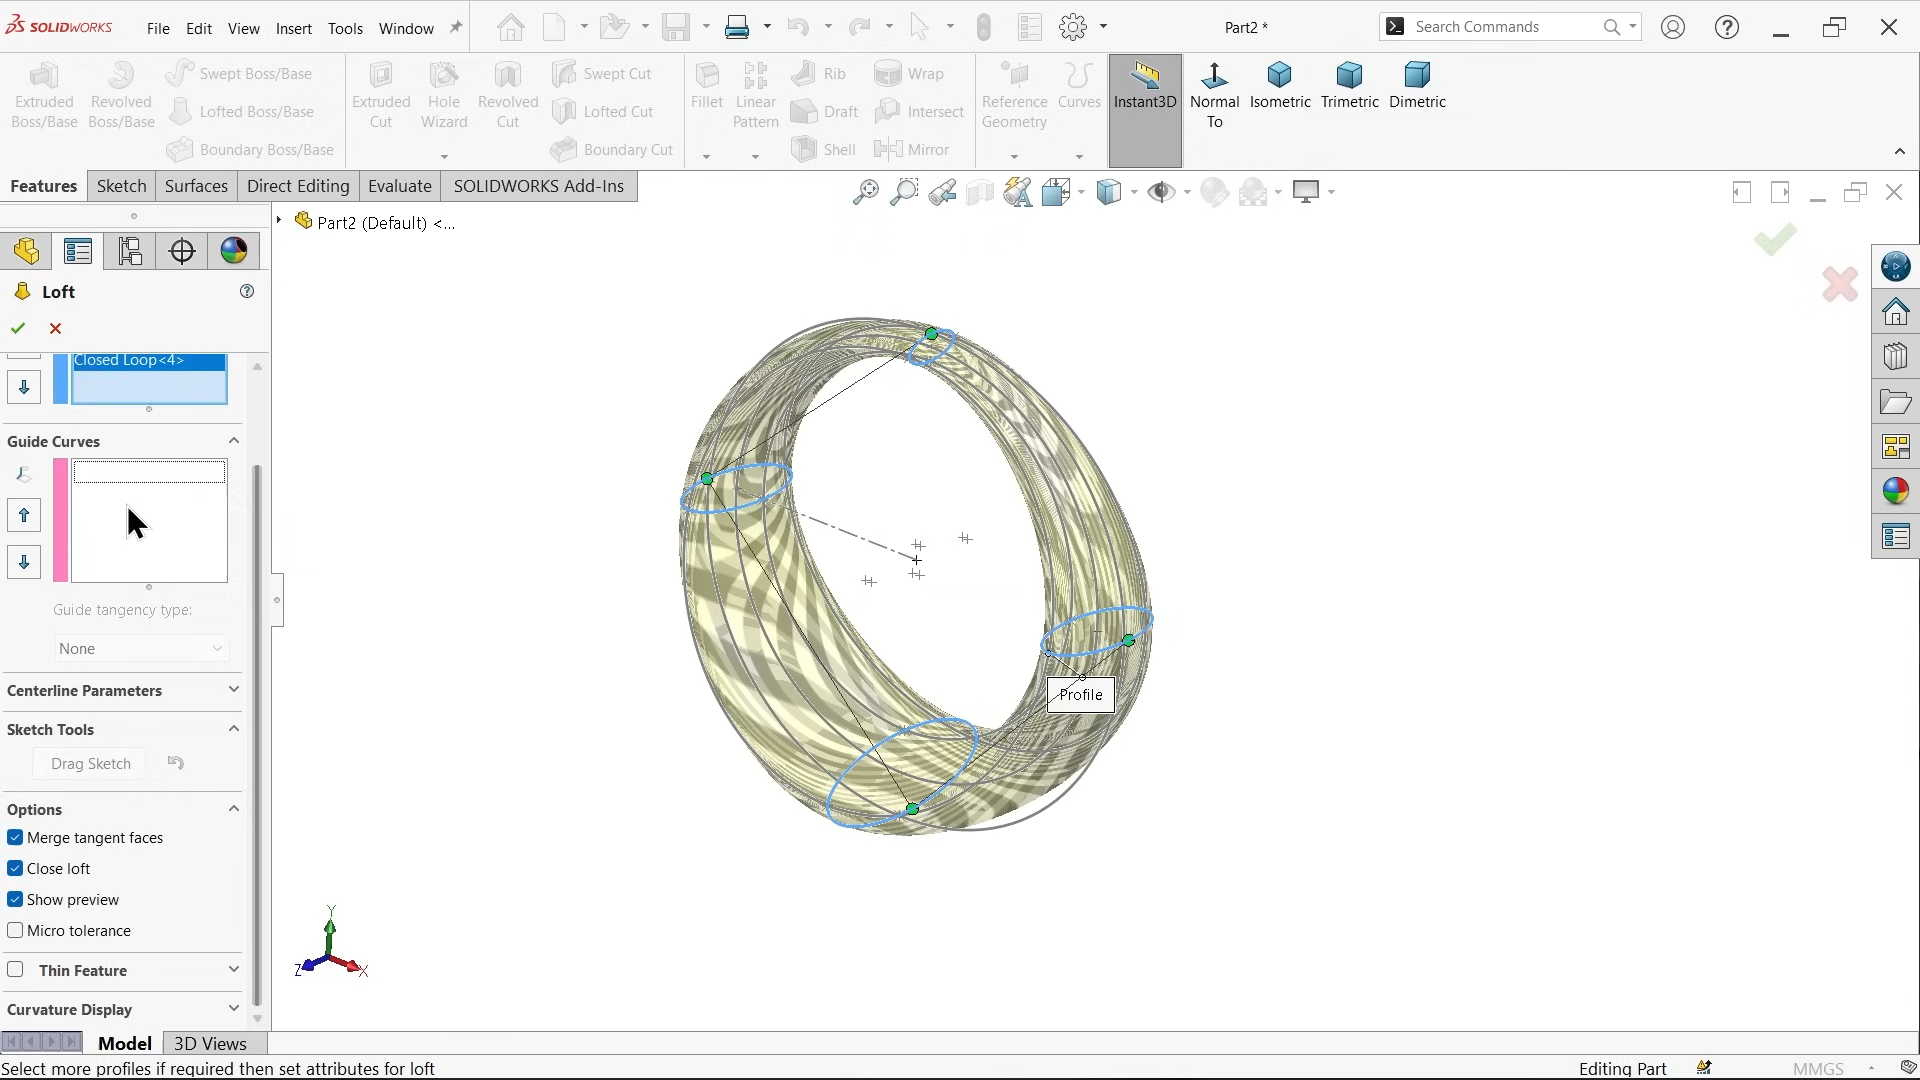 SOLIDWORKS File Edit View Insert Tools Window Part2 * Search Commands
Extruded Boss/Base
Revolved Boss/Base
Swept Boss/Base
Lofted Boss/Base
Boundary Boss/Base
Extruded Cut
Hole Wizard
Revolved Cut
Swept Cut
Lofted Cut
Boundary Cut
Fillet
Linear Pattern
Rib
Draft
Shell
Wrap
Intersect
Mirror
Reference Geometry
Curves
Instant3D
Normal To
Isometric
Trimetric
Dimetric
Features Sketch Surfaces Direct Editing Evaluate SOLIDWORKS Add-Ins
Part2 (Default) <...
Loft
Closed Loop<4>
Guide Curves
Guide tangency type:
None
Centerline Parameters
Sketch Tools
Drag Sketch
Options
Merge tangent faces
Close loft
Show preview
Micro tolerance
Thin Feature
Curvature Display
Profile
Y
Z
X
Model 3D Views
Select more profiles if required then set attributes for loft
Editing Part
MMGS